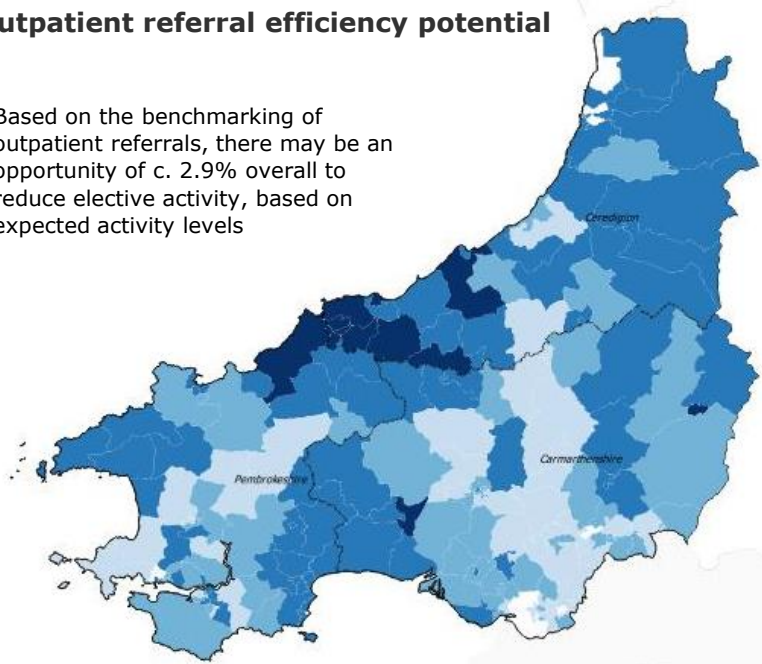 utpatient referral efficiency potential
Based on the benchmarking of
outpatient referrals, there may be an
opportunity of c. 2.9% overall to
reduce elective activity, based on
expected activity levels
Ceredigion
Carmarthenshire
Pembrokeshire